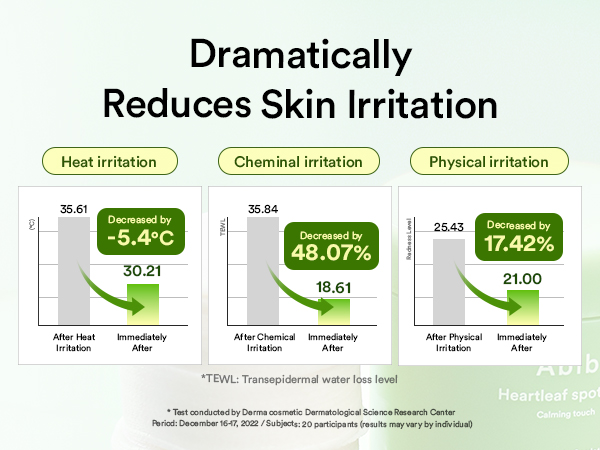 Dramatically
Reduces Skin Irritation
Heat irritation
Cheminal irritation
Physical irritation
(℃)
35.61
Decreased by
-5.4℃
30.21
After Heat
Irritation
Immediately
After
TEWL
35.84
Decreased by
48.07%
18.61
After Chemical
Irritation
Immediately
After
Redness Level
25.43
Decreased by
17.42%
21.00
After Physical
Irritation
Immediately
After
*TEWL: Transepidermal water loss level
* Test conducted by Derma cosmetic Dermatological Science Research Center
Period: December 16-17, 2022 / Subjects: 20 participants (results may vary by individual)
Abib
Heartleaf spot
Calming touch